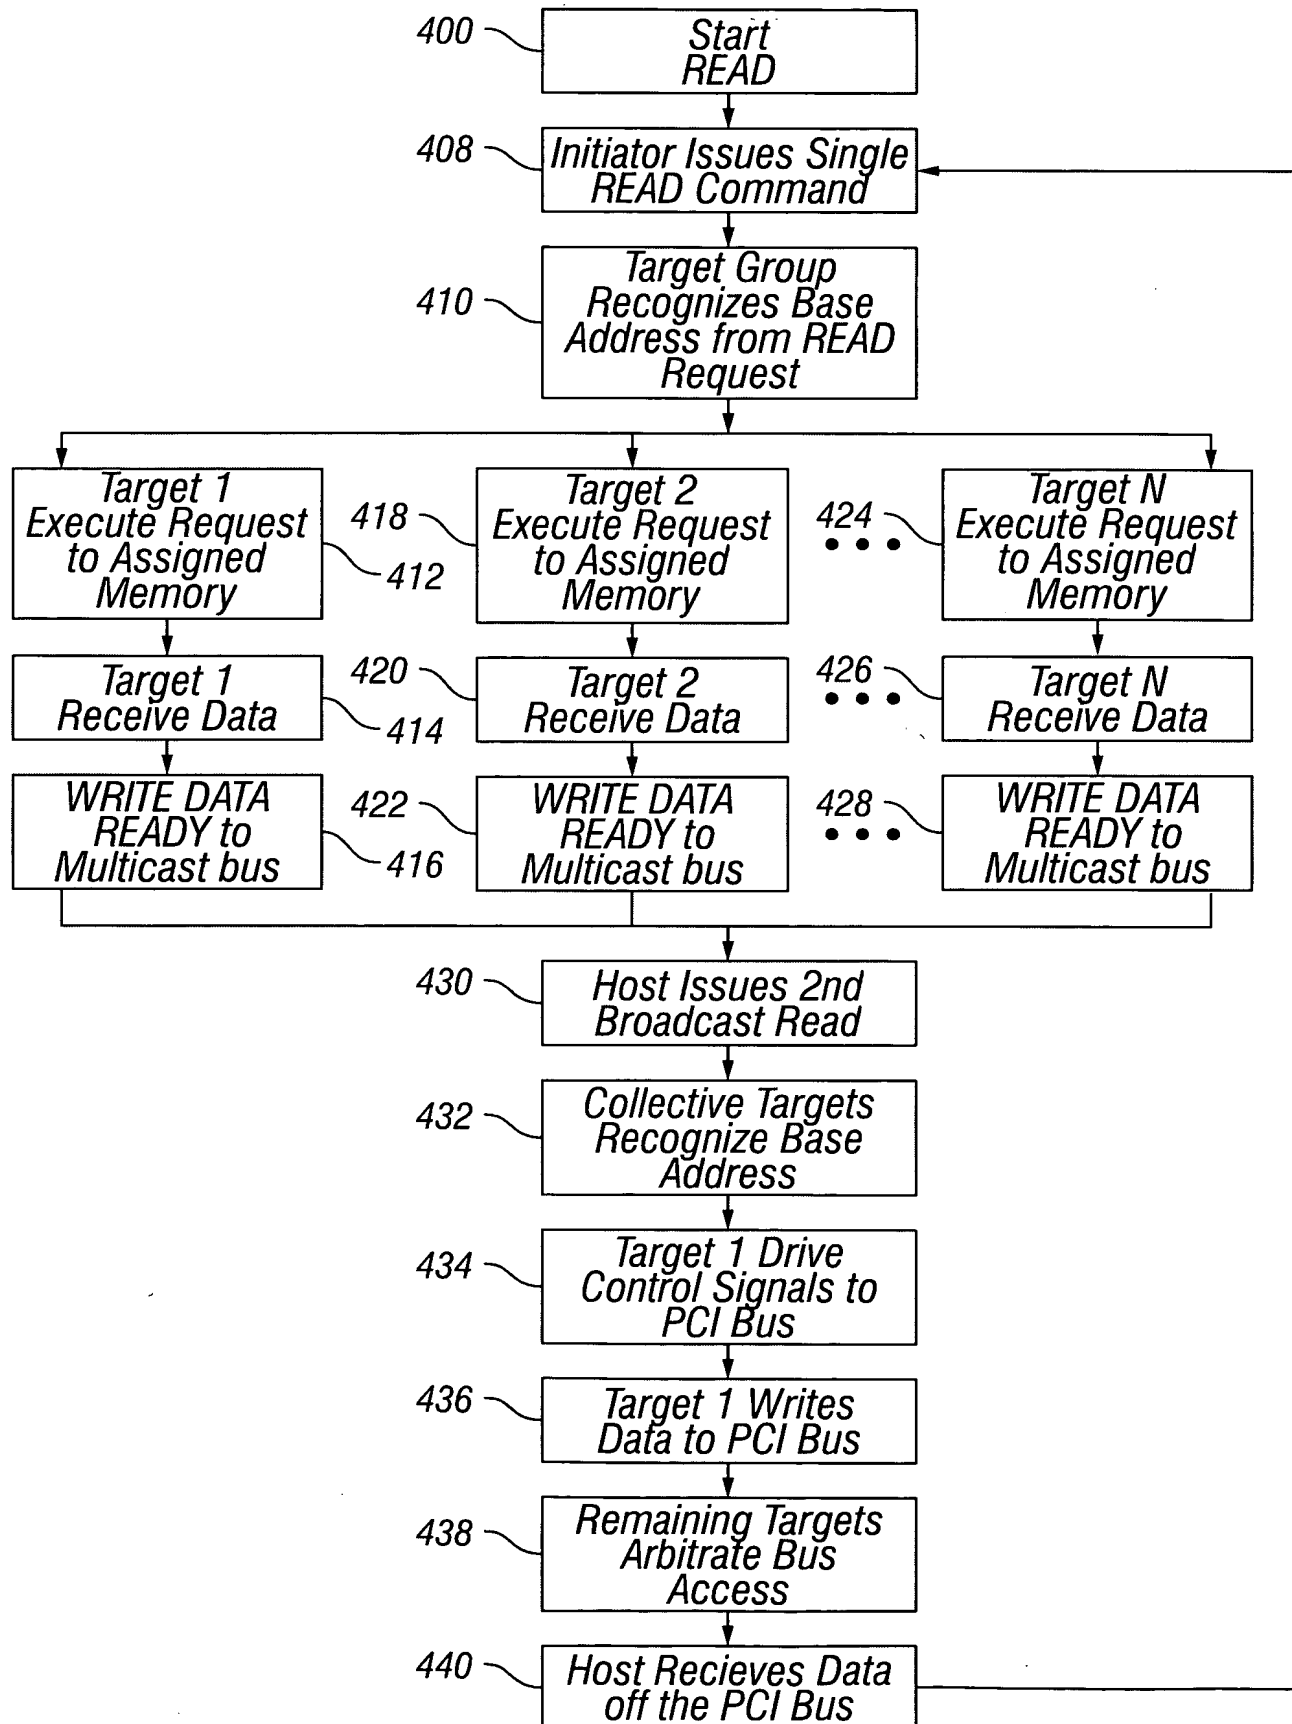 400
Start
READ
408
Initiator Issues Single
READ Command
410
Target Group
Recognizes Base
Address from READ
Request
Target 1
Execute Request
to Assigned
Memory
412
418
Target 2
Execute Request
to Assigned
Memory
424
Target N
Execute Request
to Assigned
Memory
Target 1
Receive Data
414
420
Target 2
Receive Data
426
Target N
Receive Data
WRITE DATA
READY to
Multicast bus
416
422
WRITE DATA
READY to
Multicast bus
428
WRITE DATA
READY to
Multicast bus
430
Host Issues 2nd
Broadcast Read
432
Collective Targets
Recognize Base
Address
434
Target 1 Drive
Control Signals to
PCI Bus
436
Target 1 Writes
Data to PCI Bus
438
Remaining Targets
Arbitrate Bus
Access
440
Host Recieves Data
off the PCI Bus